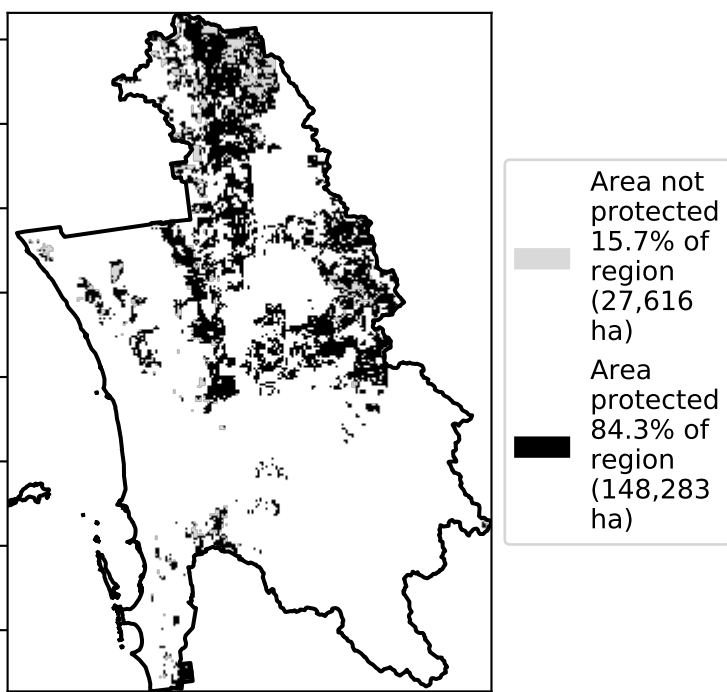 Area not
protected
15.7% of
region
(27,616
ha)
Area
protected
84.3% of
region
(148,283
ha)